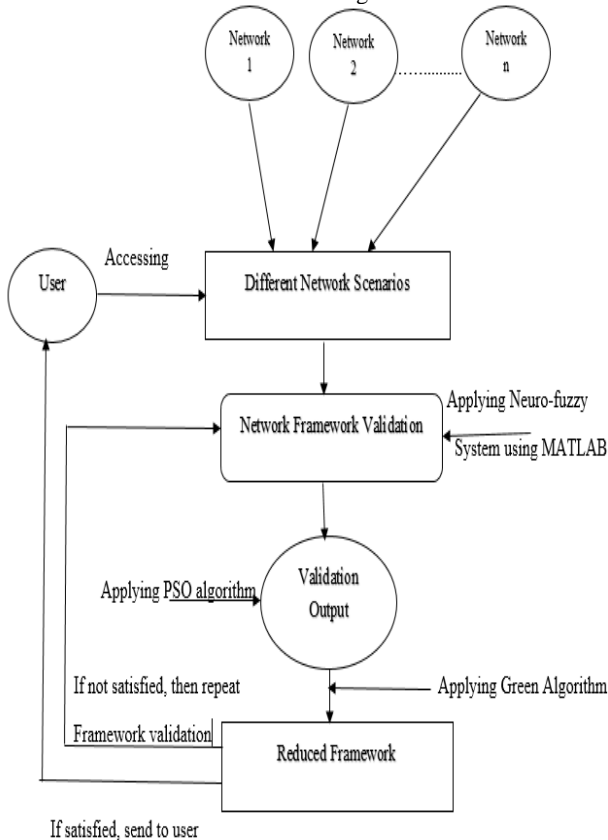 Network
1
Network
2
Network
n
User
Accessing
Different Network Scenarios
Network Framework Validation
Applying Neuro-fuzzy
System using MATLAB
Validation
Output
Applying PSO algorithm
If not satisfied, then repeat
Framework validation
Applying Green Algorithm
Reduced Framework
If satisfied, send to user